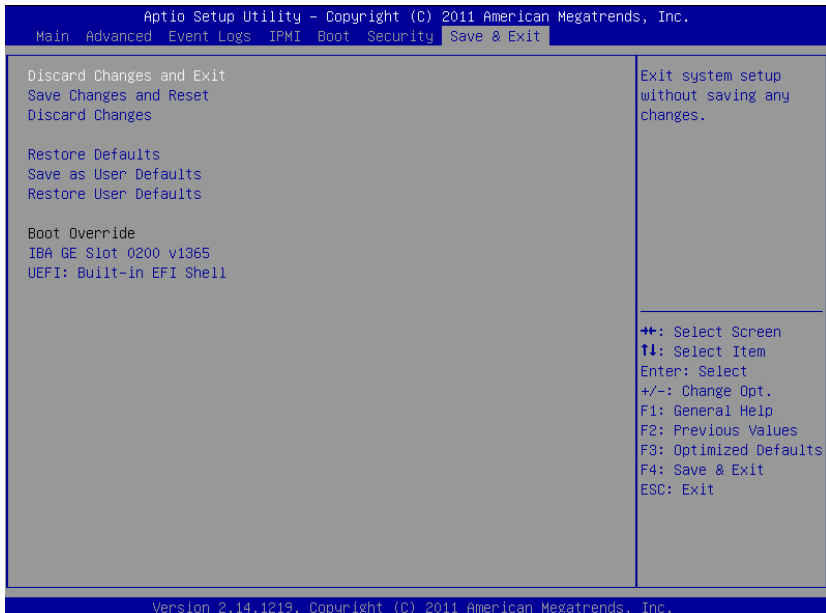 Aptio Setup Utility – Copyright (C) 2011 American Megatrends, Inc.
Main Advanced Event Logs IPMI Boot Security Save & Exit
Discard Changes and Exit
Save Changes and Reset
Discard Changes
Restore Defaults
Save as User Defaults
Restore User Defaults
Boot Override
IBA GE Slot 0200 v1365
UEFI: Built-in EFI Shell
Exit system setup
without saving any
changes.
→←: Select Screen
↑↓: Select Item
Enter: Select
+/-: Change Opt.
F1: General Help
F2: Previous Values
F3: Optimized Defaults
F4: Save & Exit
ESC: Exit
Version 2.14.1219. Copyright (C) 2011 American Megatrends, Inc.